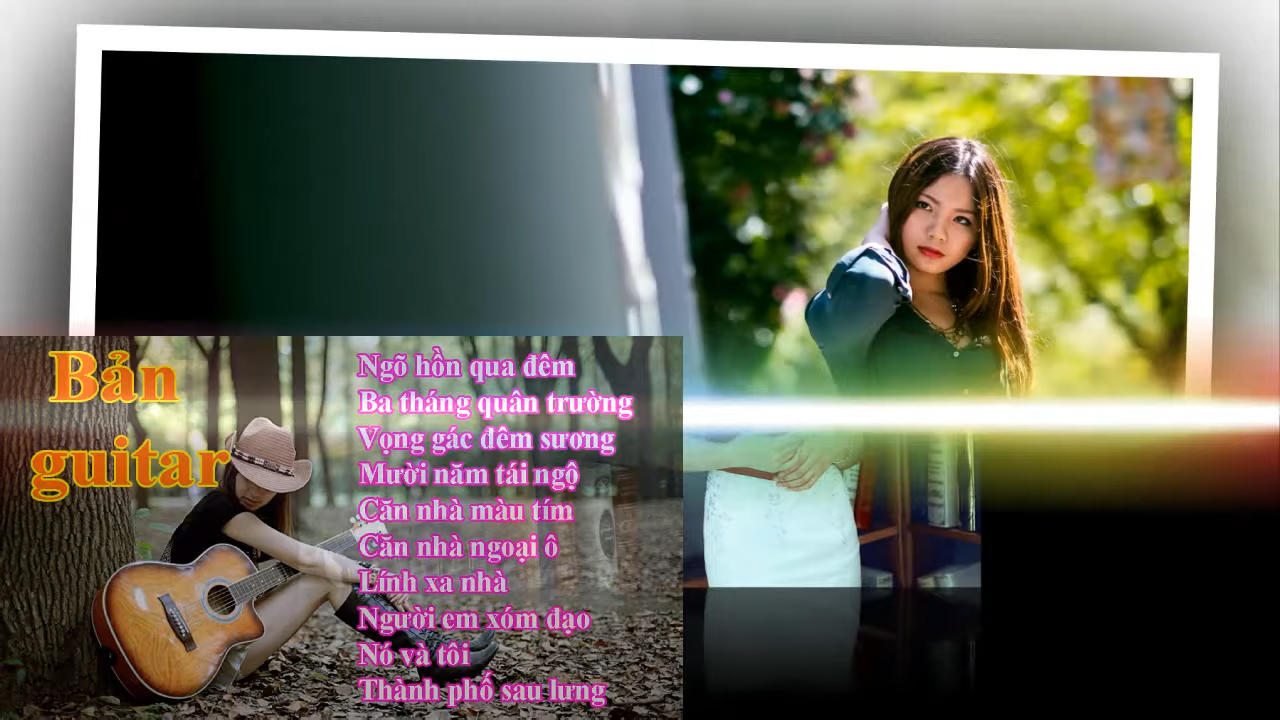 Bản
guitar
Ngõ hồn qua đêm
Ba tháng quân trường
Vọng gác đêm sương
Mười năm tái ngộ
Căn nhà màu tím
Căn nhà ngoại ô
Lính xa nhà
Người em xóm đạo
Nó và tôi
Thành phố sau lưng